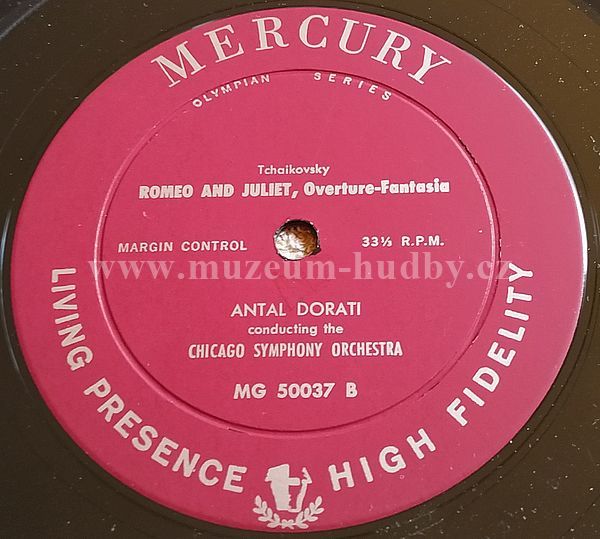 MERCURY
OLYMPIAN SERIES
Tchaikovsky
ROMEO AND JULIET, Overture-Fantasia
MARGIN CONTROL 33⅓ R.P.M.
www.muzeum-hudby.cz
ANTAL DORATI
conducting the
CHICAGO SYMPHONY ORCHESTRA
MG 50037 B
LIVING PRESENCE HIGH FIDELITY